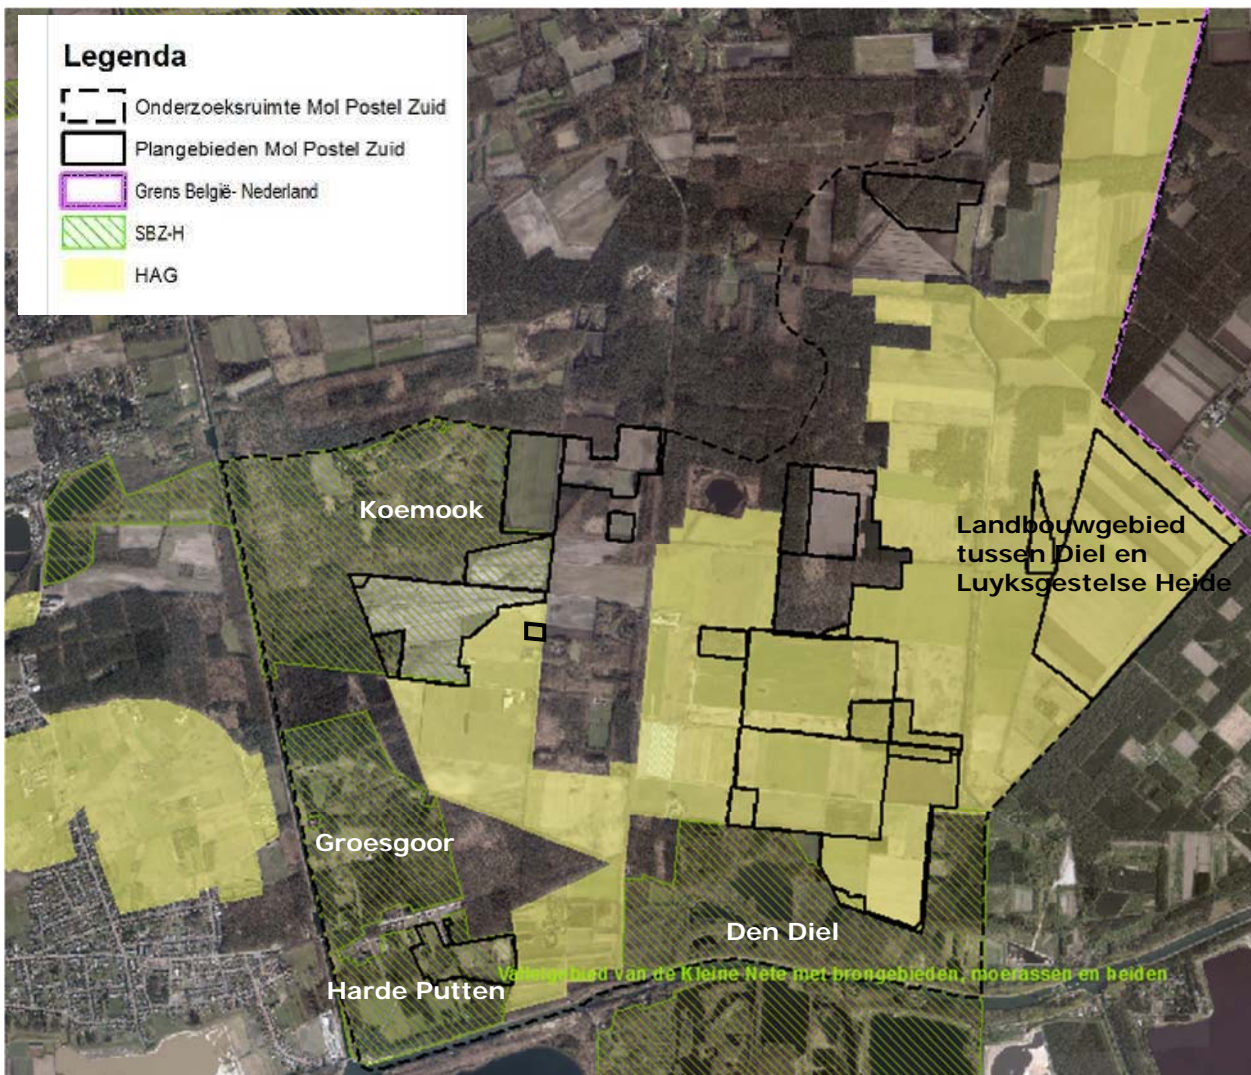 Legenda
Onderzoeksruimte Mol Postel Zuid
Plangebieden Mol Postel Zuid
Grens België- Nederland
SBZ-H
HAG
Koemook
Landbouwgebied
tussen Diel en
Luyksgestelse Heide
Groesgoor
Den Diel
Valleigebied van de Kleine Nete met brongebieden, moerassen en heiden
Harde Putten